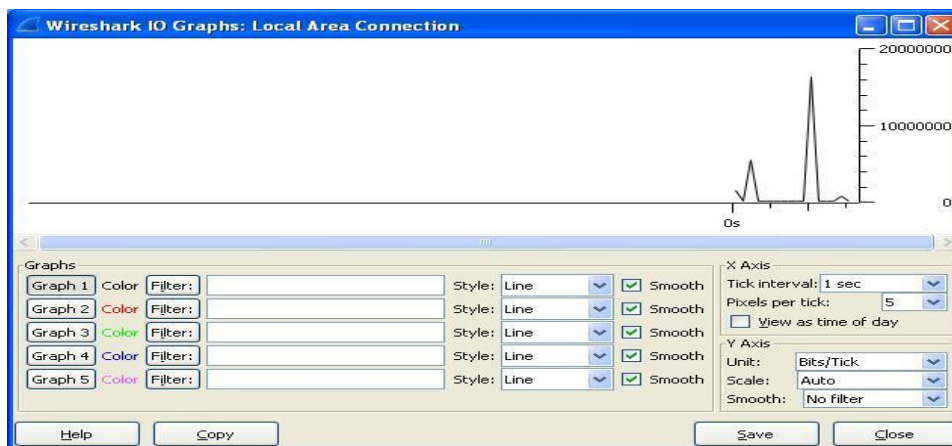 Wireshark IO Graphs: Local Area Connection
20000000
10000000
0
0s
Graphs
Graph 1 Color Filter: Style: Line Smooth
Graph 2 Color Filter: Style: Line Smooth
Graph 3 Color Filter: Style: Line Smooth
Graph 4 Color Filter: Style: Line Smooth
Graph 5 Color Filter: Style: Line Smooth
X Axis
Tick interval: 1 sec
Pixels per tick: 5
View as time of day
Y Axis
Unit: Bits/Tick
Scale: Auto
Smooth: No filter
Help Copy Save Close